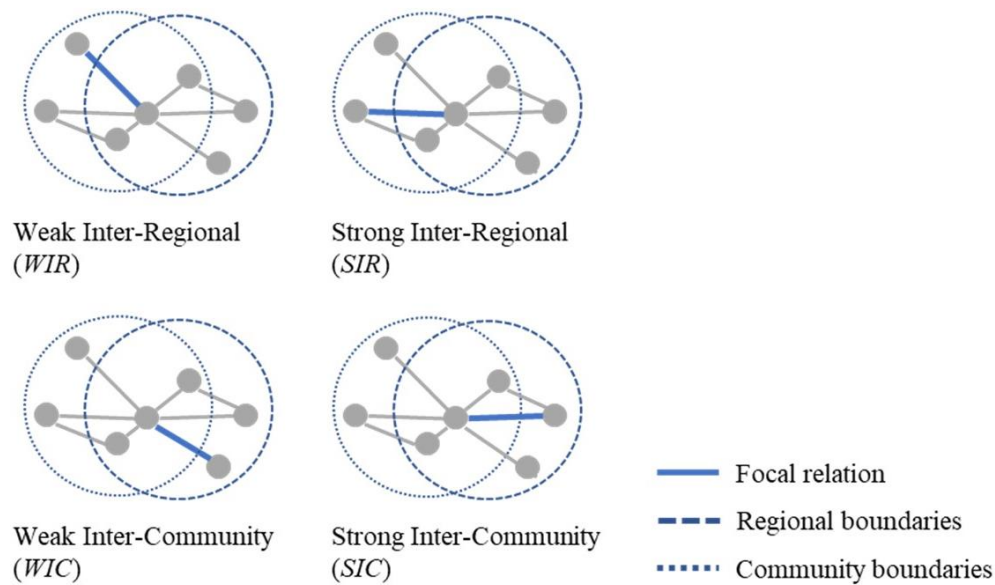 Weak Inter-Regional
(WIR)
Strong Inter-Regional
(SIR)
Weak Inter-Community
(WIC)
Strong Inter-Community
(SIC)
Focal relation
Regional boundaries
Community boundaries